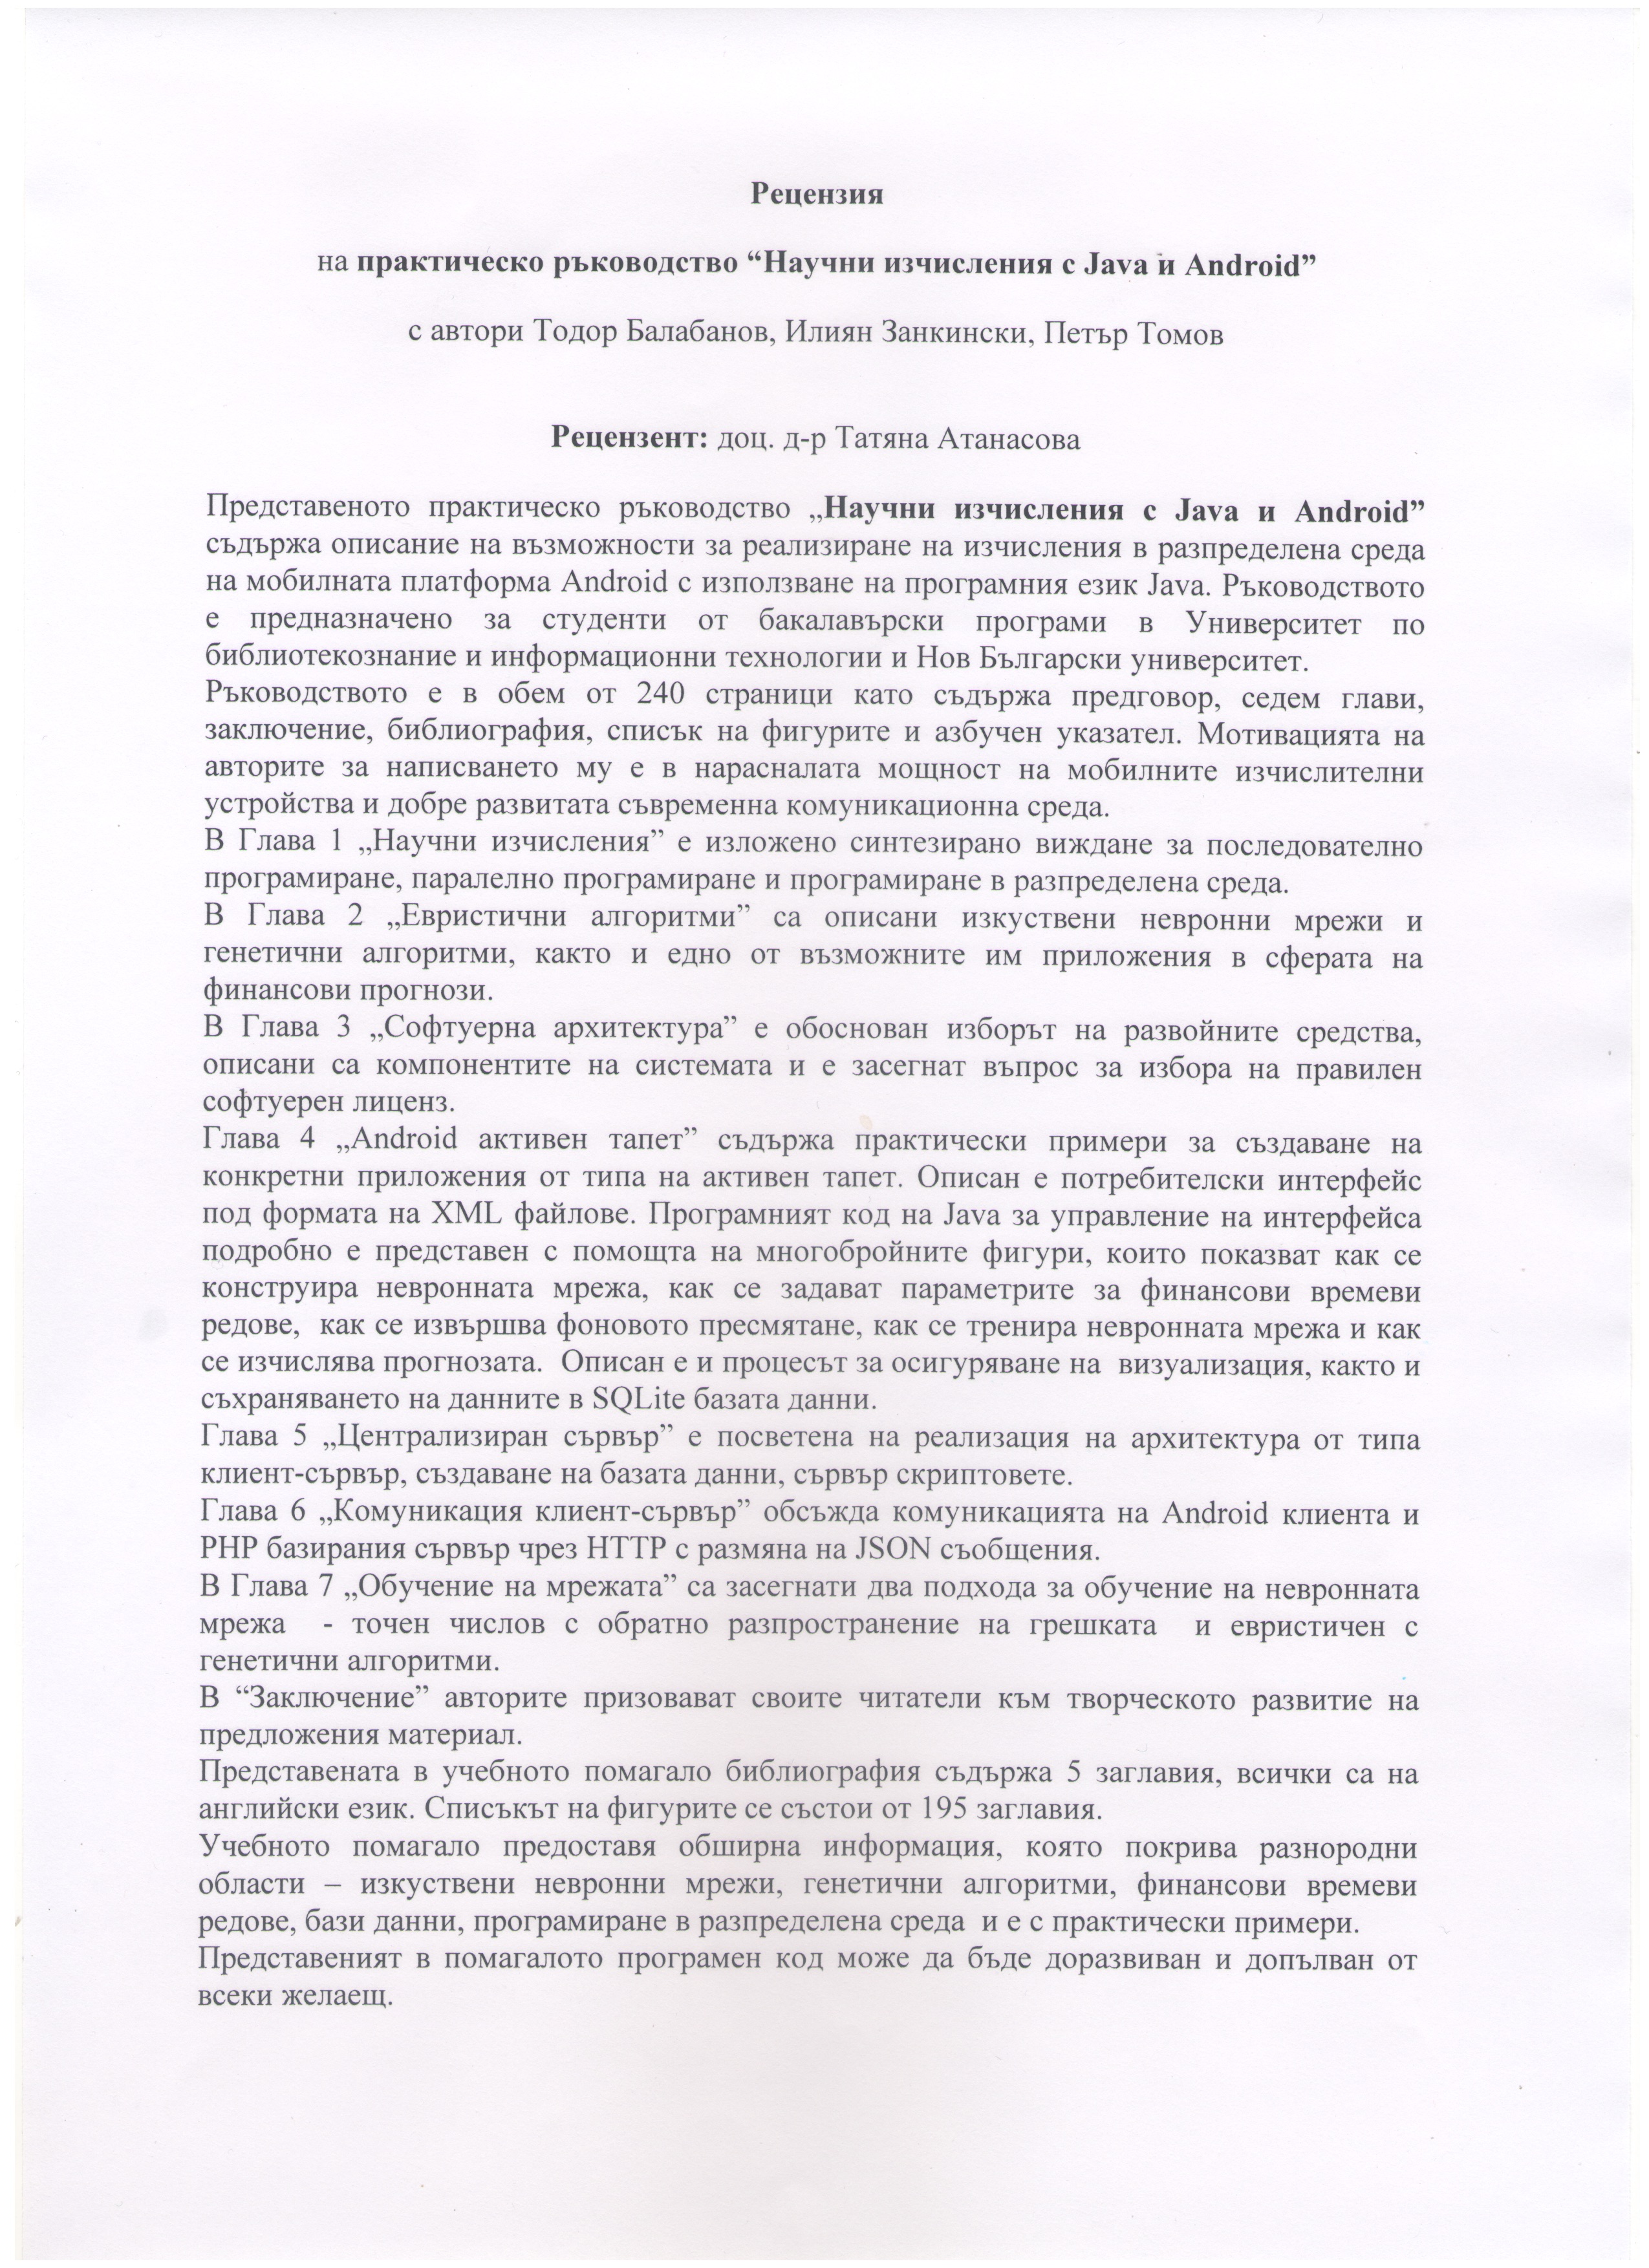 Рецензия
на практическо ръководство “Научни изчисления с Java и Android”
с автори Тодор Балабанов, Илиян Занкински, Петър Томов
Рецензент: доц. д-р Татяна Атанасова
Представеното практическо ръководство „Научни изчисления с Java и Android”
съдържа описание на възможности за реализиране на изчисления в разпределена среда
на мобилната платформа Android с използване на програмния език Java. Ръководството
е предназначено за студенти от бакалавърски програми в Университет по
библиотекознание и информационни технологии и Нов Български университет.
Ръководството е в обем от 240 страници като съдържа предговор, седем глави,
заключение, библиография, списък на фигурите и азбучен указател. Мотивацията на
авторите за написването му е в нарасналата мощност на мобилните изчислителни
устройства и добре развитата съвременна комуникационна среда.
В Глава 1 „Научни изчисления” е изложено синтезирано виждане за последователно
програмиране, паралелно програмиране и програмиране в разпределена среда.
В Глава 2 „Евристични алгоритми” са описани изкуствени невронни мрежи и
генетични алгоритми, както и едно от възможните им приложения в сферата на
финансови прогнози.
В Глава 3 „Софтуерна архитектура” е обоснован изборът на развойните средства,
описани са компонентите на системата и е засегнат въпрос за избора на правилен
софтуерен лиценз.
Глава 4 „Android активен тапет” съдържа практически примери за създаване на
конкретни приложения от типа на активен тапет. Описан е потребителски интерфейс
под формата на XML файлове. Програмният код на Java за управление на интерфейса
подробно е представен с помощта на многобройните фигури, които показват как се
конструира невронната мрежа, как се задават параметрите за финансови времеви
редове,  как се извършва фоновото пресмятане, как се тренира невронната мрежа и как
се изчислява прогнозата.  Описан е и процесът за осигуряване на  визуализация, както и
съхраняването на данните в SQLite базата данни.
Глава 5 „Централизиран сървър” е посветена на реализация на архитектура от типа
клиент-сървър, създаване на базата данни, сървър скриптовете.
Глава 6 „Комуникация клиент-сървър” обсъжда комуникацията на Android клиента и
PHP базирания сървър чрез HTTP с размяна на JSON съобщения.
В Глава 7 „Обучение на мрежата” са засегнати два подхода за обучение на невронната
мрежа  - точен числов с обратно разпространение на грешката  и евристичен с
генетични алгоритми.
В “Заключение” авторите призовават своите читатели към творческото развитие на
предложения материал.
Представената в учебното помагало библиография съдържа 5 заглавия, всички са на
английски език. Списъкът на фигурите се състои от 195 заглавия.
Учебното помагало предоставя обширна информация, която покрива разнородни
области – изкуствени невронни мрежи, генетични алгоритми, финансови времеви
редове, бази данни, програмиране в разпределена среда  и е с практически примери.
Представеният в помагалото програмен код може да бъде доразвиван и допълван от
всеки желаещ.